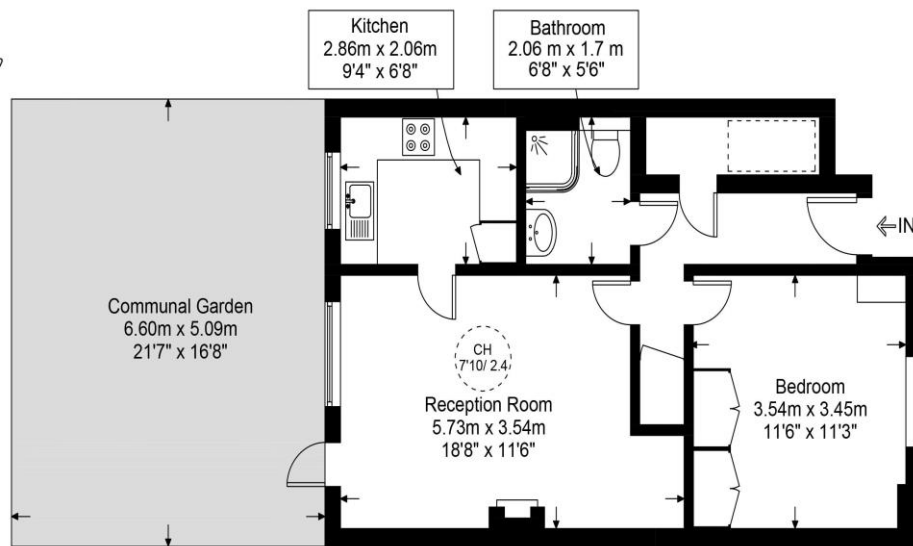 Kitchen
2.86m x 2.06m
9'4" x 6'8"
Bathroom
2.06 m x 1.7 m
6'8" x 5'6"
IN
Communal Garden
6.60m x 5.09m
21'7" x 16'8"
CH
7'10/ 2.4
Reception Room
5.73m x 3.54m
18'8" x 11'6"
Bedroom
3.54m x 3.45m
11'6" x 11'3"